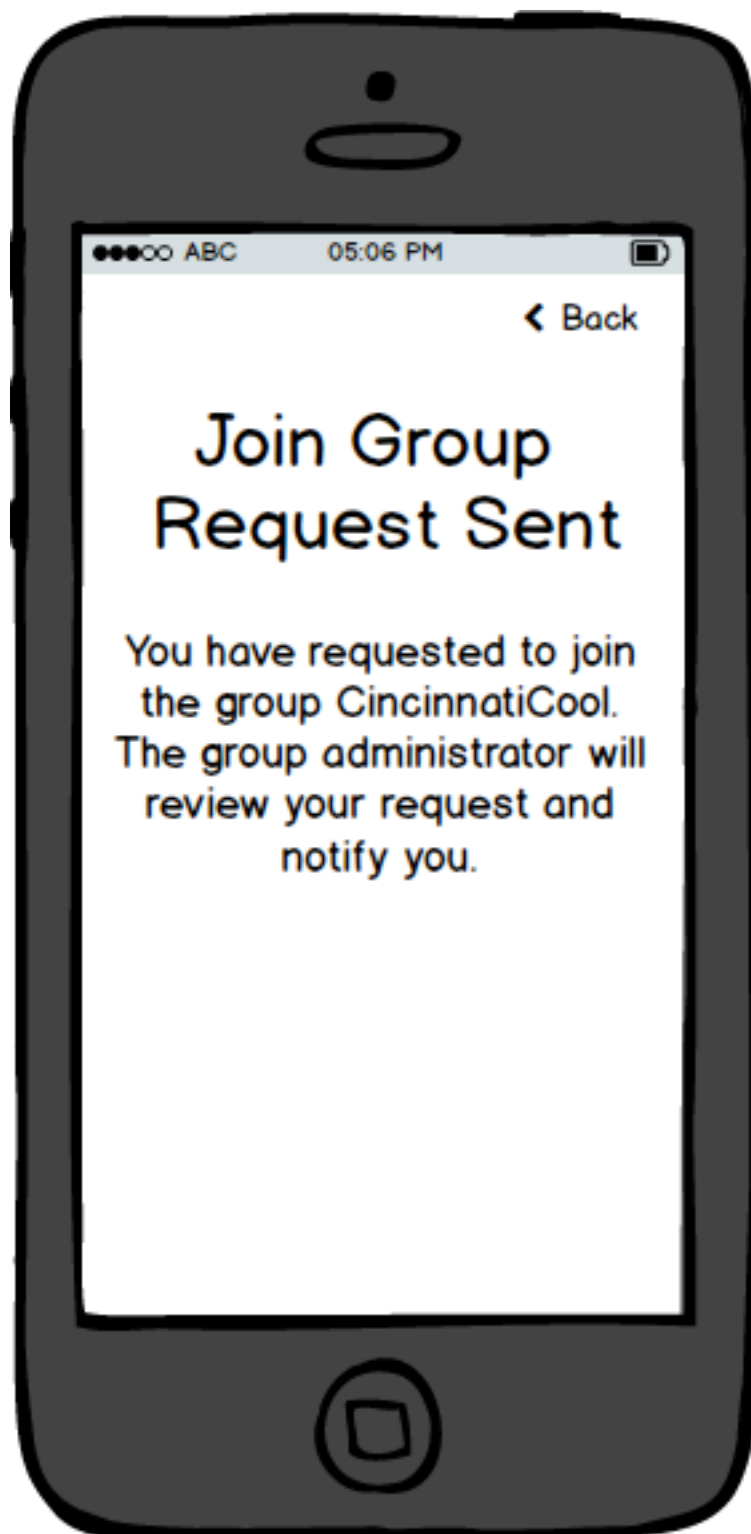 ABC 05:06 PM
Back
Join Group
Request Sent
You have requested to join
the group CincinnatiCool.
The group administrator will
review your request and
notify you.